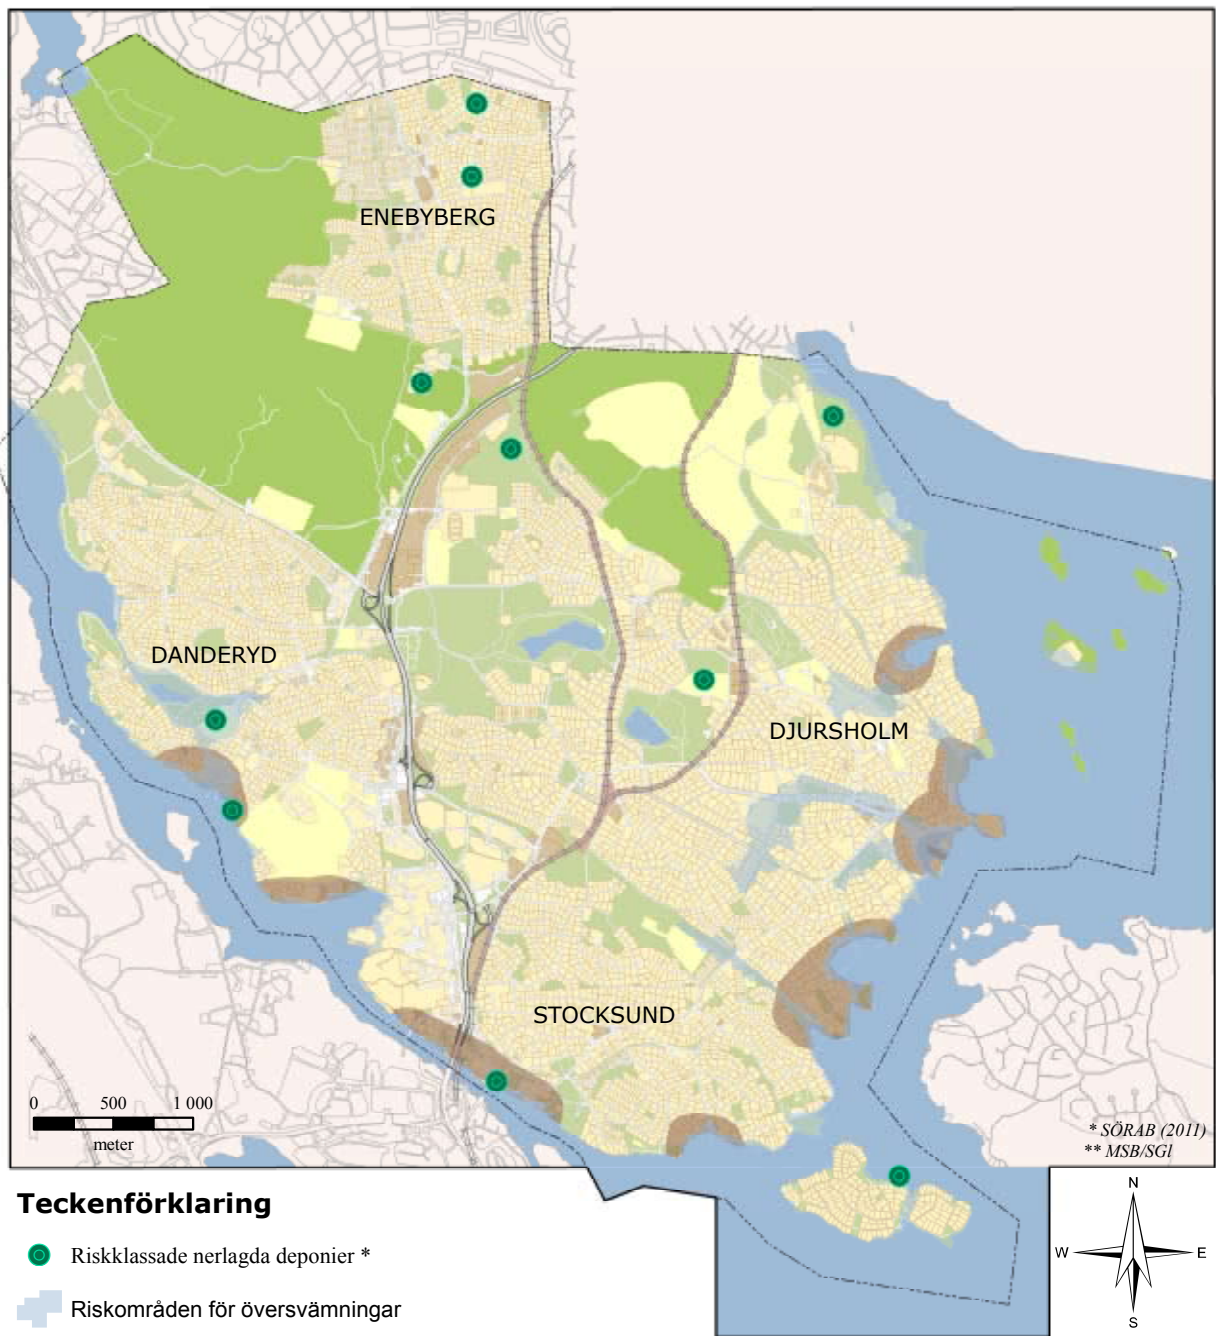 ENEBYBERG
DANDERYD
DJURSHOLM
STOCKSUND
0 500 1 000
meter
* SÖRAB (2011)
** MSB/SGI
Teckenförklaring
Riskklassade nerlagda deponier *
Riskområden för översvämningar
N
W E
S